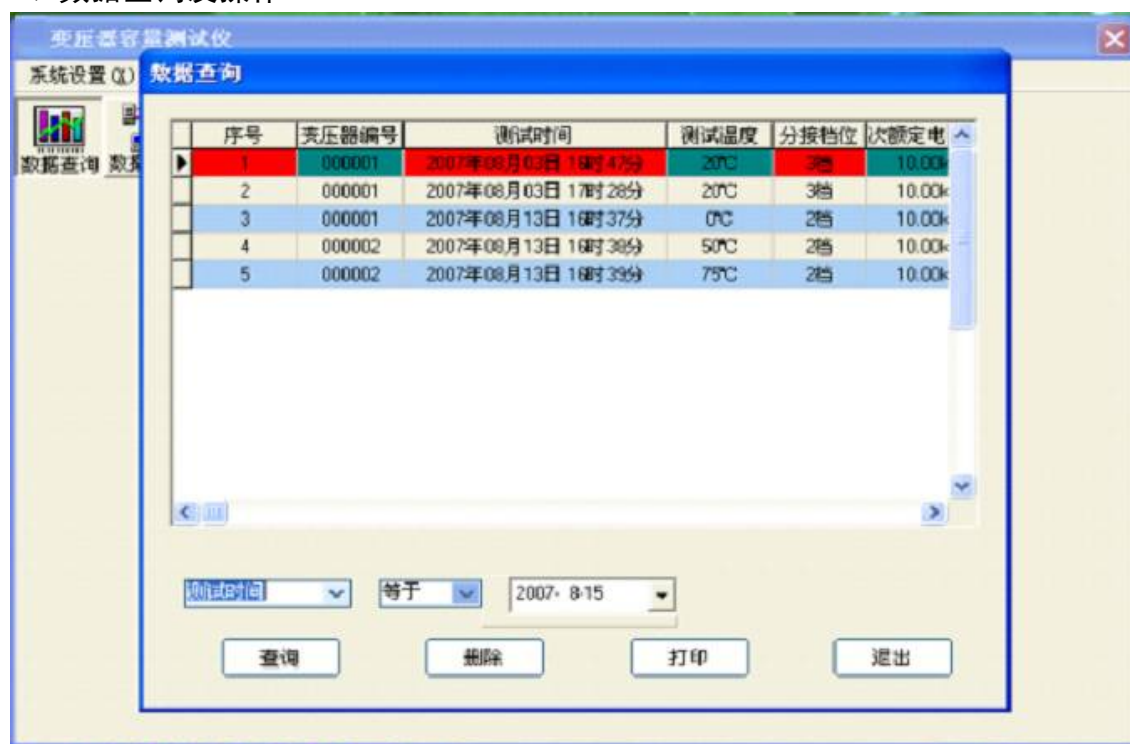 变压器容量测试仪
系统设置(X)
数据查询
数据查询 数
序号 变压器编号 测试时间 测试温度 分接档位 次额定电
1 000001 2007年08月03日 16时47分 20℃ 3档 10.00k
2 000001 2007年08月03日 17时28分 20℃ 3档 10.00k
3 000001 2007年08月13日 16时37分 0℃ 2档 10.00k
4 000002 2007年08月13日 16时38分 50℃ 2档 10.00k
5 000002 2007年08月13日 16时39分 75℃ 2档 10.00k
测试时间 等于 2007- 8-15
查询 删除 打印 退出